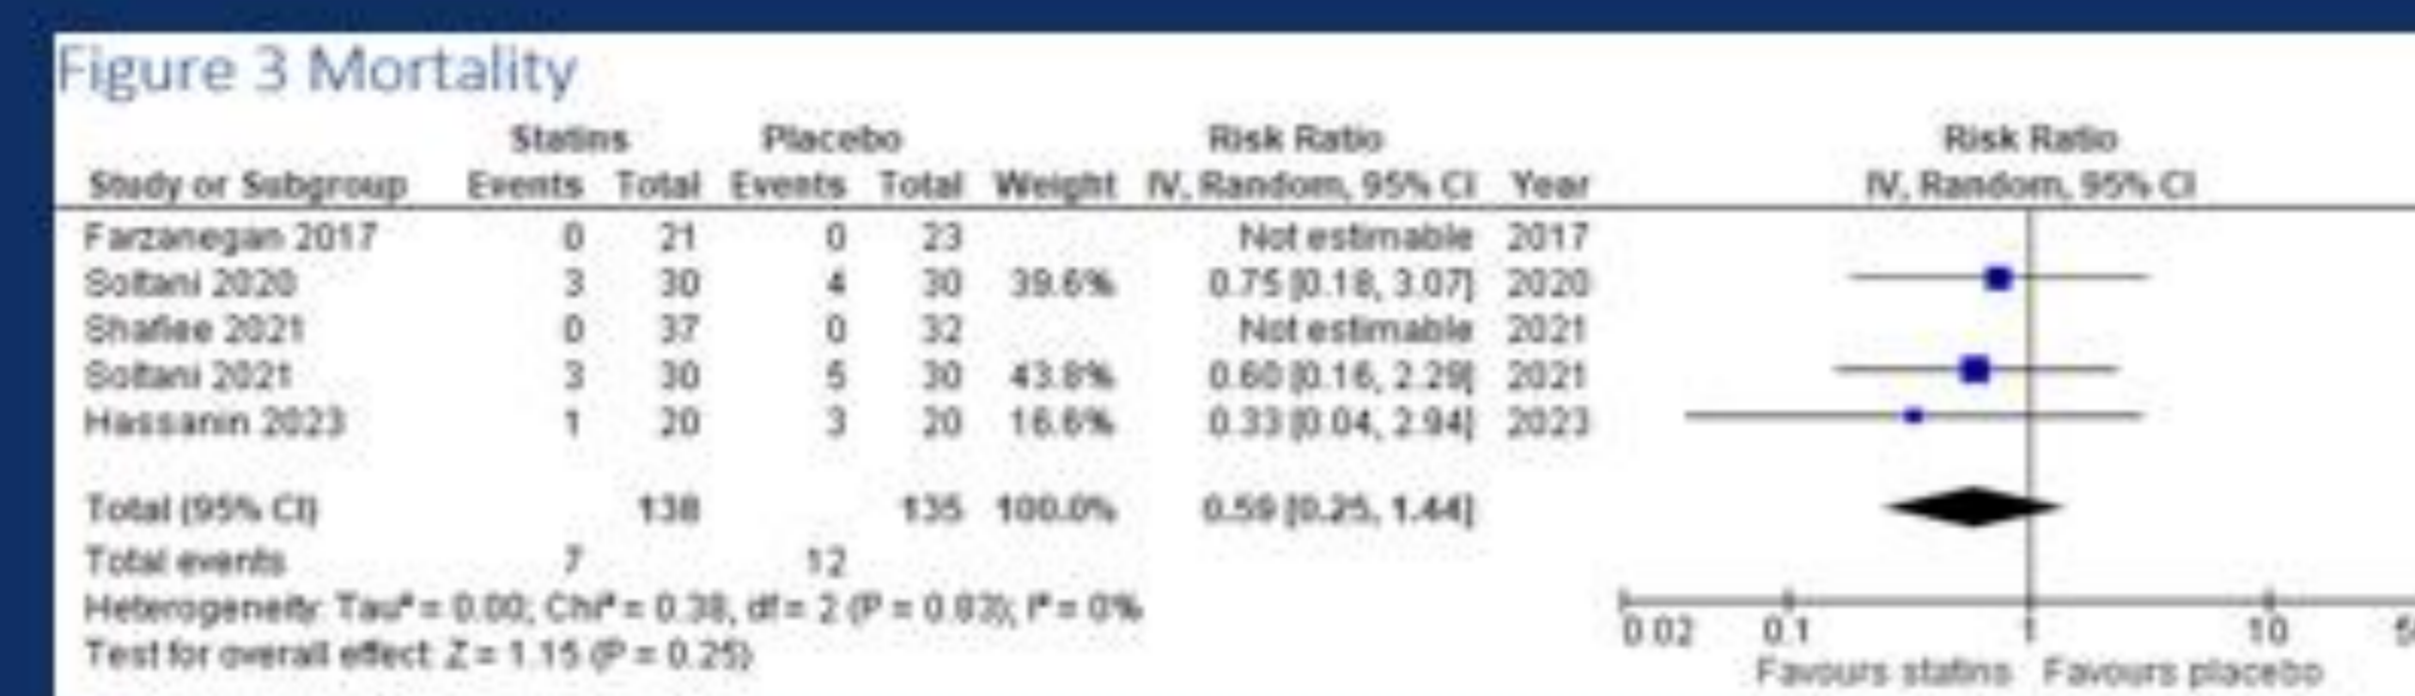 Figure 3 Mortality
Statins Placebo Risk Ratio Risk Ratio
Study or Subgroup Events Total Events Total Weight IV, Random, 95% CI Year IV, Random, 95% CI
Farzanegan 2017 0 21 0 23 Not estimable 2017
Soltani 2020 3 30 4 30 39.6% 0.75 [0.18, 3.07] 2020
Shafiee 2021 0 37 0 32 Not estimable 2021
Soltani 2021 3 30 5 30 43.8% 0.60 [0.16, 2.29] 2021
Hassanin 2023 1 20 3 20 16.6% 0.33 [0.04, 2.94] 2023
Total (95% CI) 138 135 100.0% 0.59 [0.25, 1.44]
Total events 7 12
Heterogeneity: Tau² = 0.00; Chi² = 0.38, df = 2 (P = 0.83); I² = 0%
Test for overall effect: Z = 1.15 (P = 0.25)
0.02 0.1 1 10
Favours statins Favours placebo